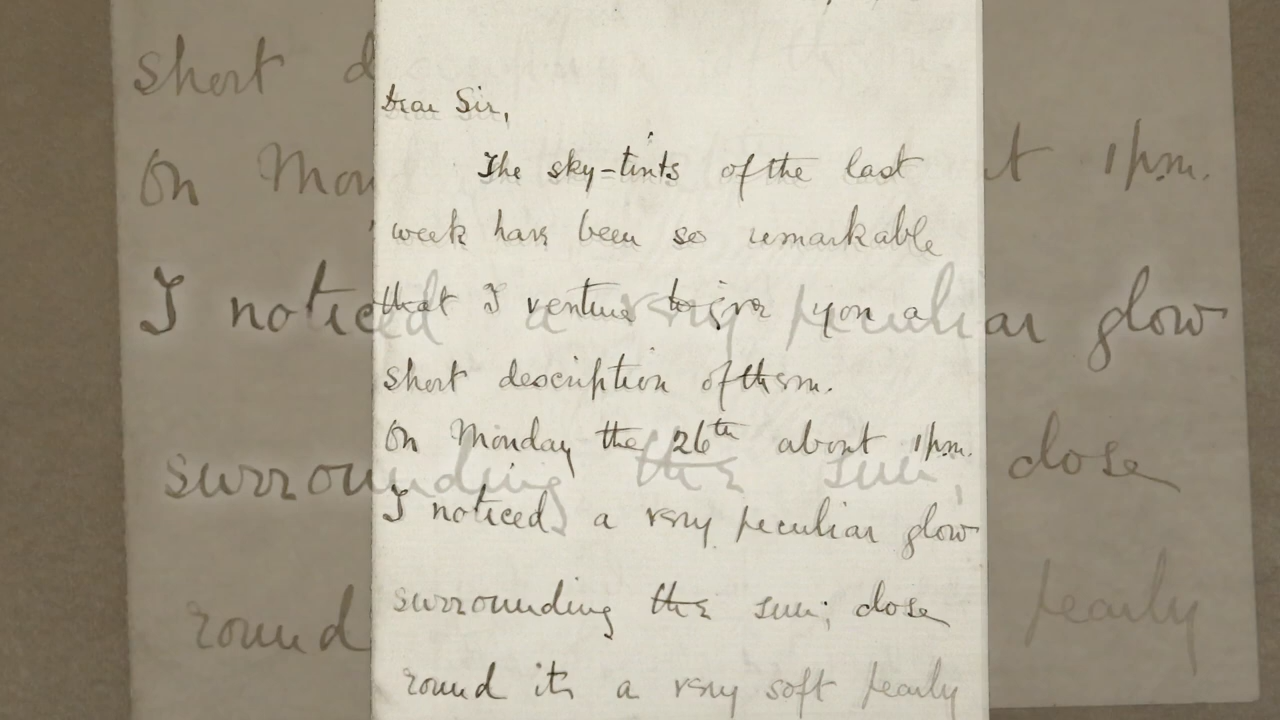 Dear Sir,
The sky-tints of the last
week have been so remarkable
that I venture to give you a
short description of them.
On Monday the 26th about 1 p.m.
I noticed a very peculiar glow
surrounding the sun; close
round it, a very soft pearly